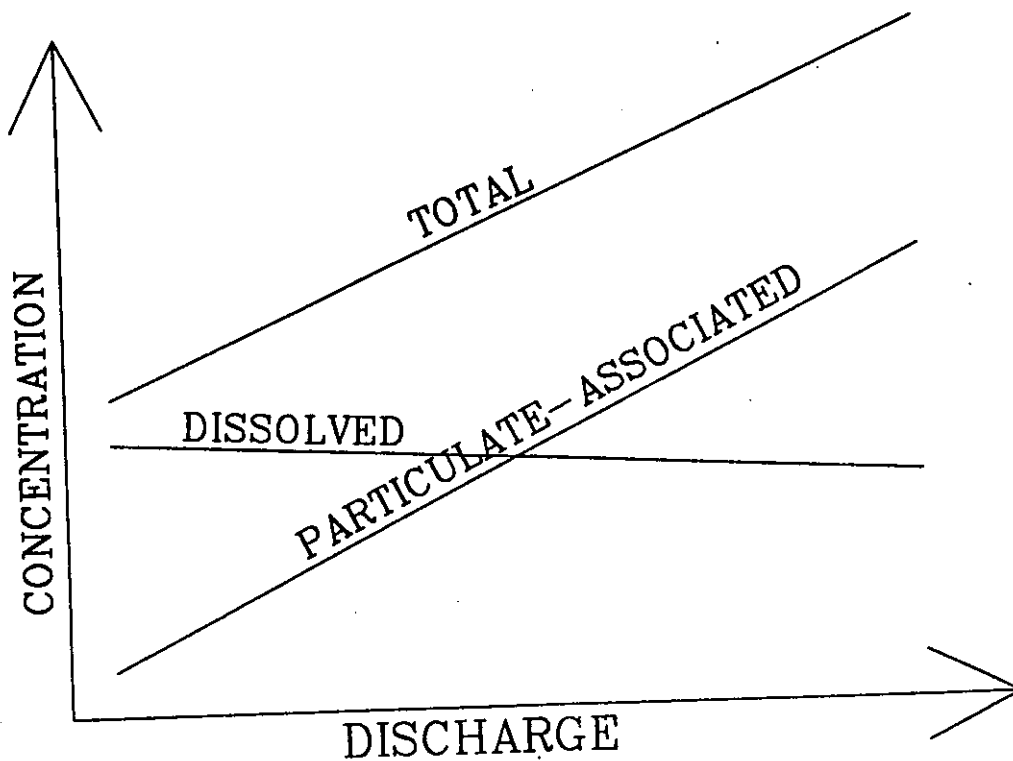 TOTAL
CONCENTRATION
DISSOLVED
PARTICULATE-ASSOCIATED
DISCHARGE